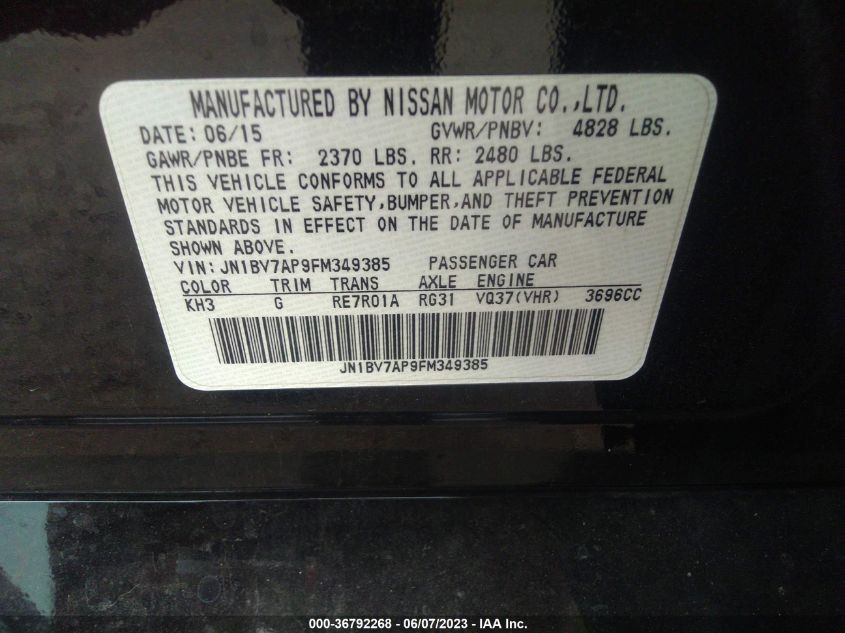 MANUFACTURED BY NISSAN MOTOR CO.,LTD.
DATE: 06/15 GVWR/PNBV: 4828 LBS.
GAWR/PNBE FR: 2370 LBS. RR: 2480 LBS.
THIS VEHICLE CONFORMS TO ALL APPLICABLE FEDERAL
MOTOR VEHICLE SAFETY,BUMPER,AND THEFT PREVENTION
STANDARDS IN EFFECT ON THE DATE OF MANUFACTURE
SHOWN ABOVE.
VIN: JN1BV7AP9FM349385 PASSENGER CAR
COLOR TRIM TRANS AXLE ENGINE
KH3 G RE7R01A RG31 VQ37(VHR) 3696CC
JN1BV7AP9FM349385
000-36792268 - 06/07/2023 - IAA Inc.